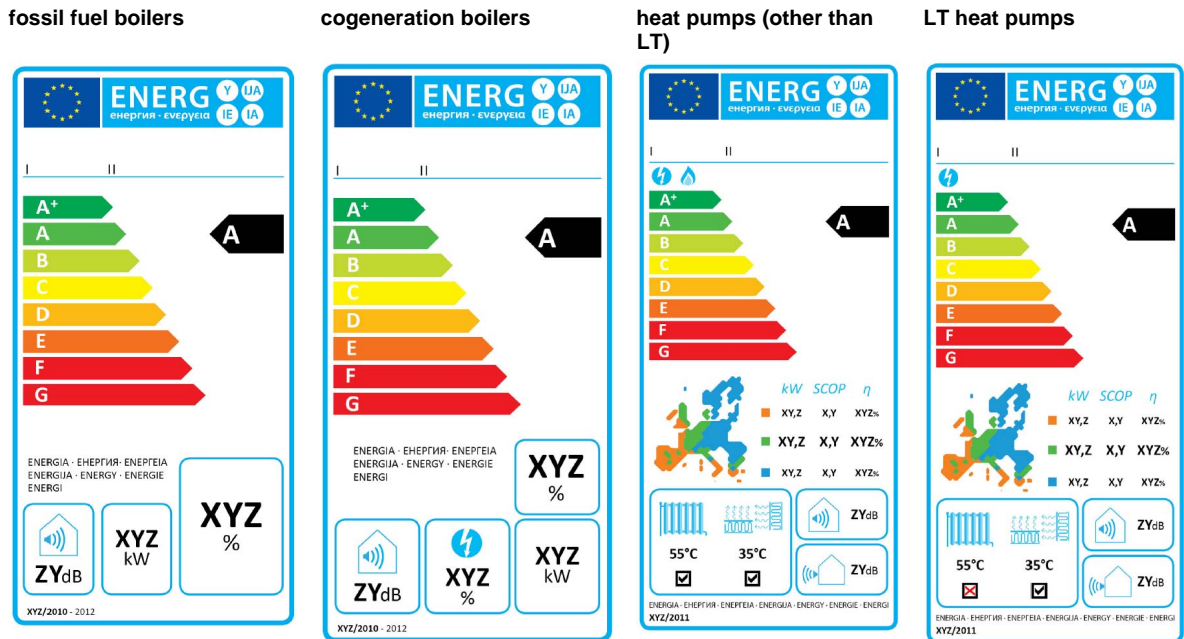 fossil fuel boilers
ENERG Y IJA
енергия · ενεργεια IE IA
I II
A+
A A
B
C
D
E
F
G
ENERGIA · ЕНЕРГИЯ · ΕΝΕΡΓΕΙΑ
ENERGIJA · ENERGY · ENERGIE
ENERGI
XYZ
%
ZYdB
XYZ
kW
XYZ/2010 - 2012
cogeneration boilers
ENERG Y IJA
енергия · ενεργεια IE IA
I II
A+
A A
B
C
D
E
F
G
ENERGIA · ЕНЕРГИЯ · ΕΝΕΡΓΕΙΑ
ENERGIJA · ENERGY · ENERGIE
ENERGI
XYZ
%
ZYdB
XYZ
%
XYZ
kW
XYZ/2010 - 2012
heat pumps (other than
LT)
ENERG Y IJA
енергия · ενεργεια IE IA
I II
A+
A A
B
C
D
E
F
G
kW SCOP η
XY,Z X,Y XYZ%
XY,Z X,Y XYZ%
XY,Z X,Y XYZ%
55°C 35°C
ZYdB
ZYdB
ENERGIA · ЕНЕРГИЯ · ΕΝΕΡΓΕΙΑ · ENERGIJA · ENERGY · ENERGIE · ENERGI
XYZ/2011
LT heat pumps
ENERG Y IJA
енергия · ενεργεια IE IA
I II
A+
A A
B
C
D
E
F
G
kW SCOP η
XY,Z X,Y XYZ%
XY,Z X,Y XYZ%
XY,Z X,Y XYZ%
55°C 35°C
ZYdB
ZYdB
ENERGIA · ЕНЕРГИЯ · ΕΝΕΡΓΕΙΑ · ENERGIJA · ENERGY · ENERGIE · ENERGI
XYZ/2011